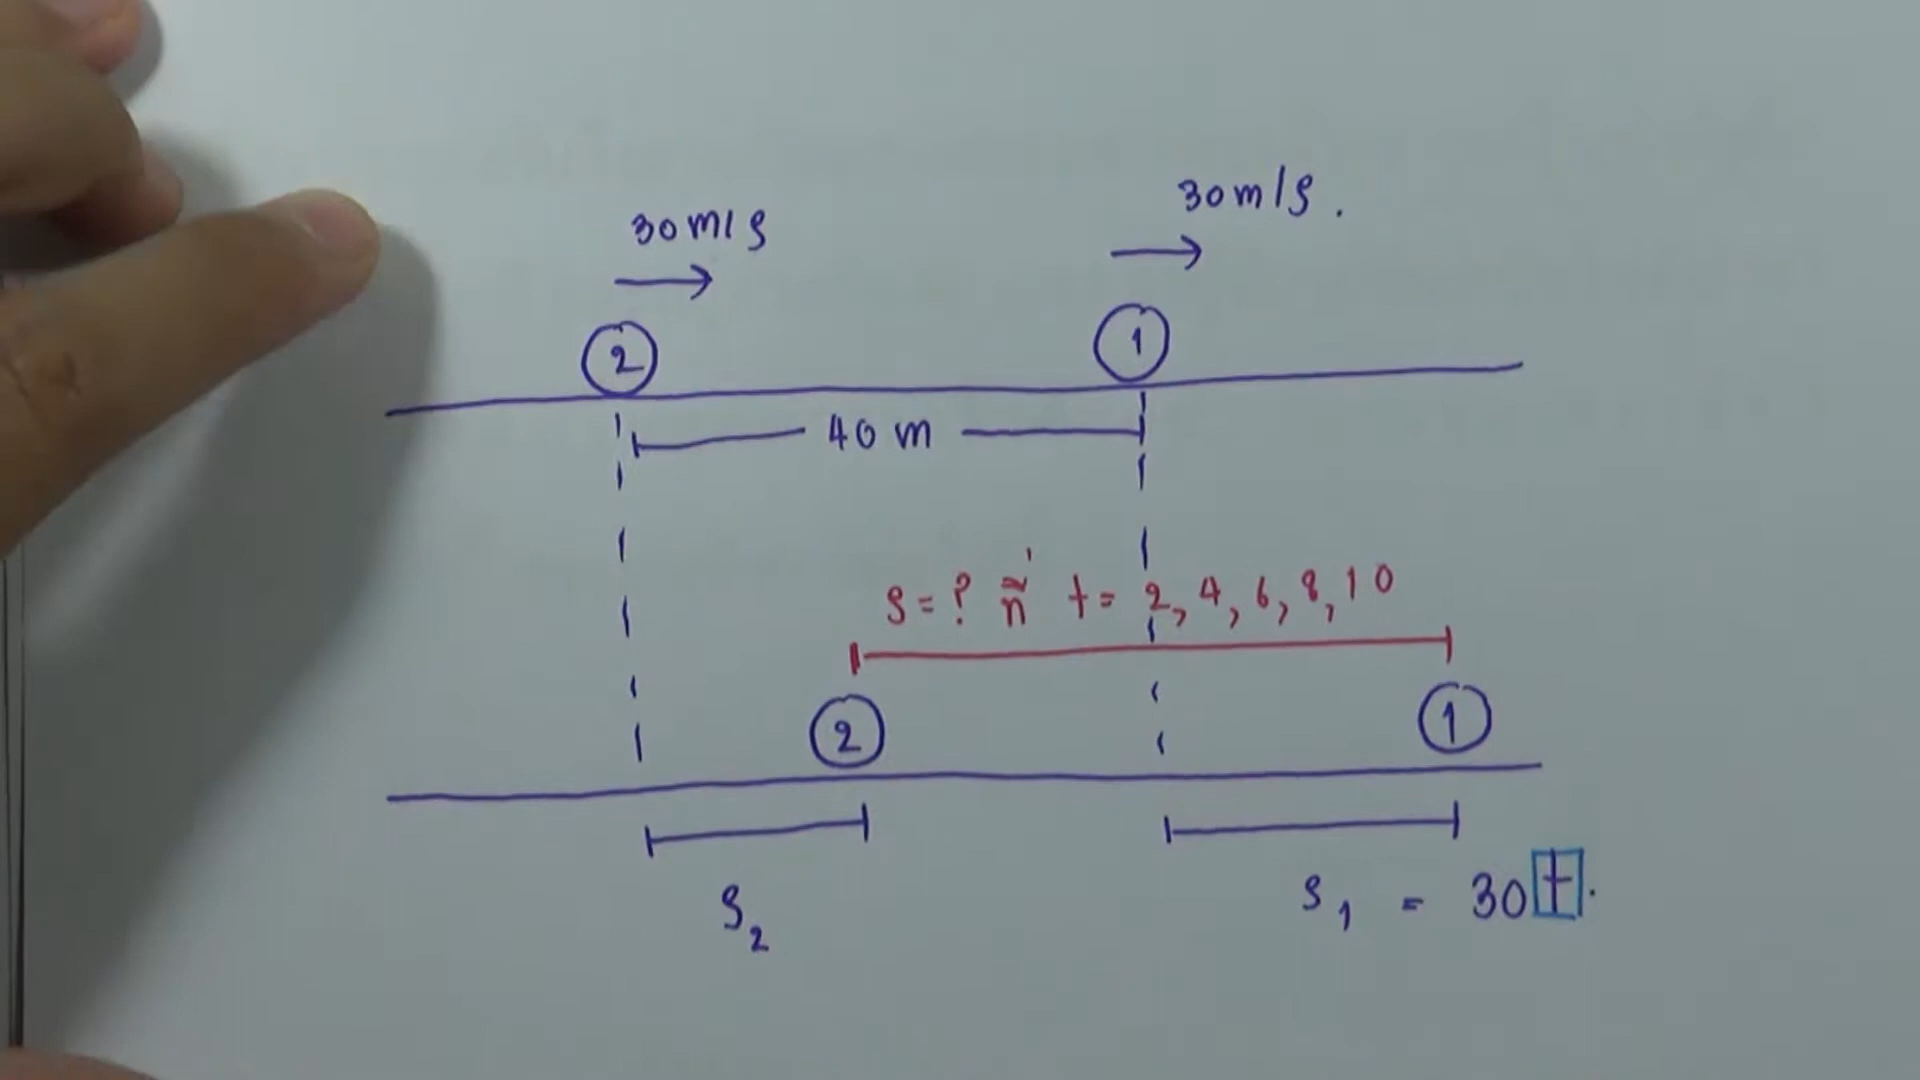 30 m/s
30 m/s.
2
1
40 m
s = ? ที่ t = 2, 4, 6, 8, 10
2
1
s₂
s₁ = 30t.